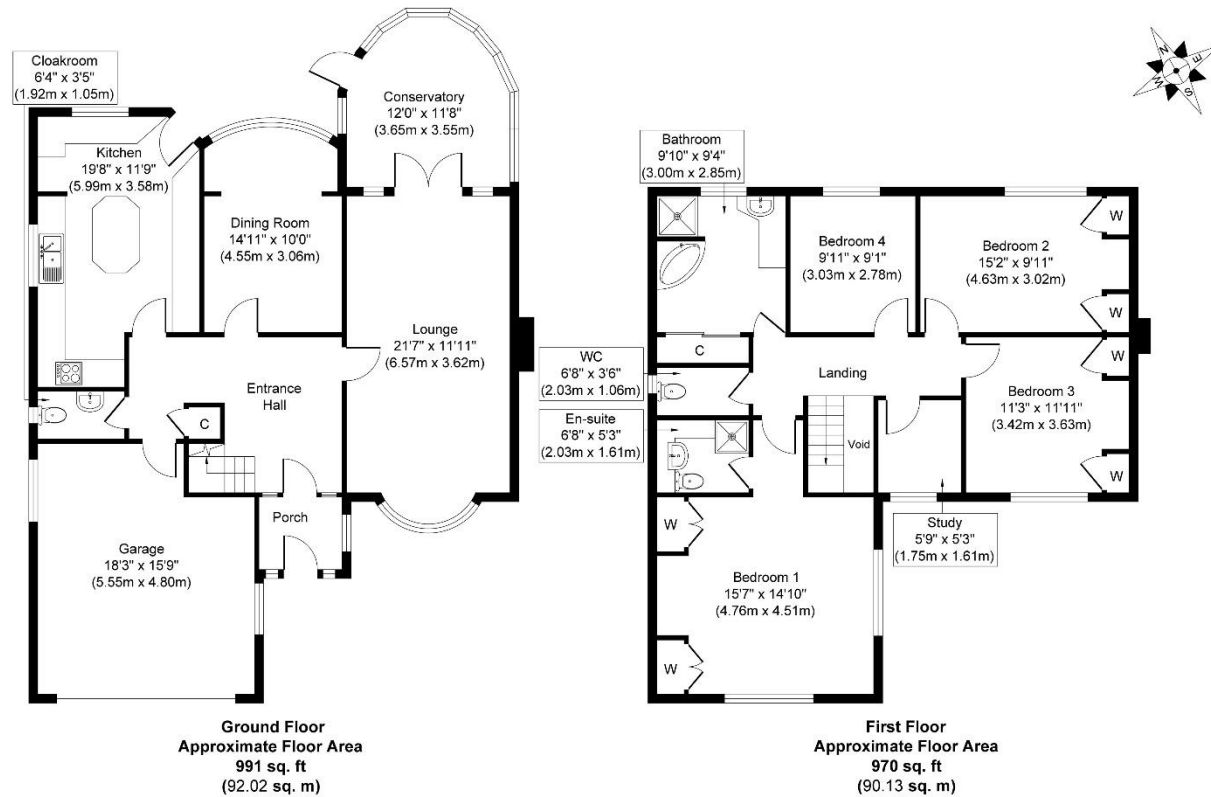 Cloakroom
6'4" x 3'5"
(1.92m x 1.05m)
Kitchen
19'8" x 11'9"
(5.99m x 3.58m)
Dining Room
14'11" x 10'0"
(4.55m x 3.06m)
Conservatory
12'0" x 11'8"
(3.65m x 3.55m)
Lounge
21'7" x 11'11"
(6.57m x 3.62m)
Entrance
Hall
C
Porch
Garage
18'3" x 15'9"
(5.55m x 4.80m)
Ground Floor
Approximate Floor Area
991 sq. ft
(92.02 sq. m)
N
E
S
W
Bathroom
9'10" x 9'4"
(3.00m x 2.85m)
Bedroom 4
9'11" x 9'1"
(3.03m x 2.78m)
Bedroom 2
15'2" x 9'11"
(4.63m x 3.02m)
W
W
C
WC
6'8" x 3'6"
(2.03m x 1.06m)
Landing
W
Bedroom 3
11'3" x 11'11"
(3.42m x 3.63m)
W
En-suite
6'8" x 5'3"
(2.03m x 1.61m)
Void
Study
5'9" x 5'3"
(1.75m x 1.61m)
W
Bedroom 1
15'7" x 14'10"
(4.76m x 4.51m)
W
First Floor
Approximate Floor Area
970 sq. ft
(90.13 sq. m)